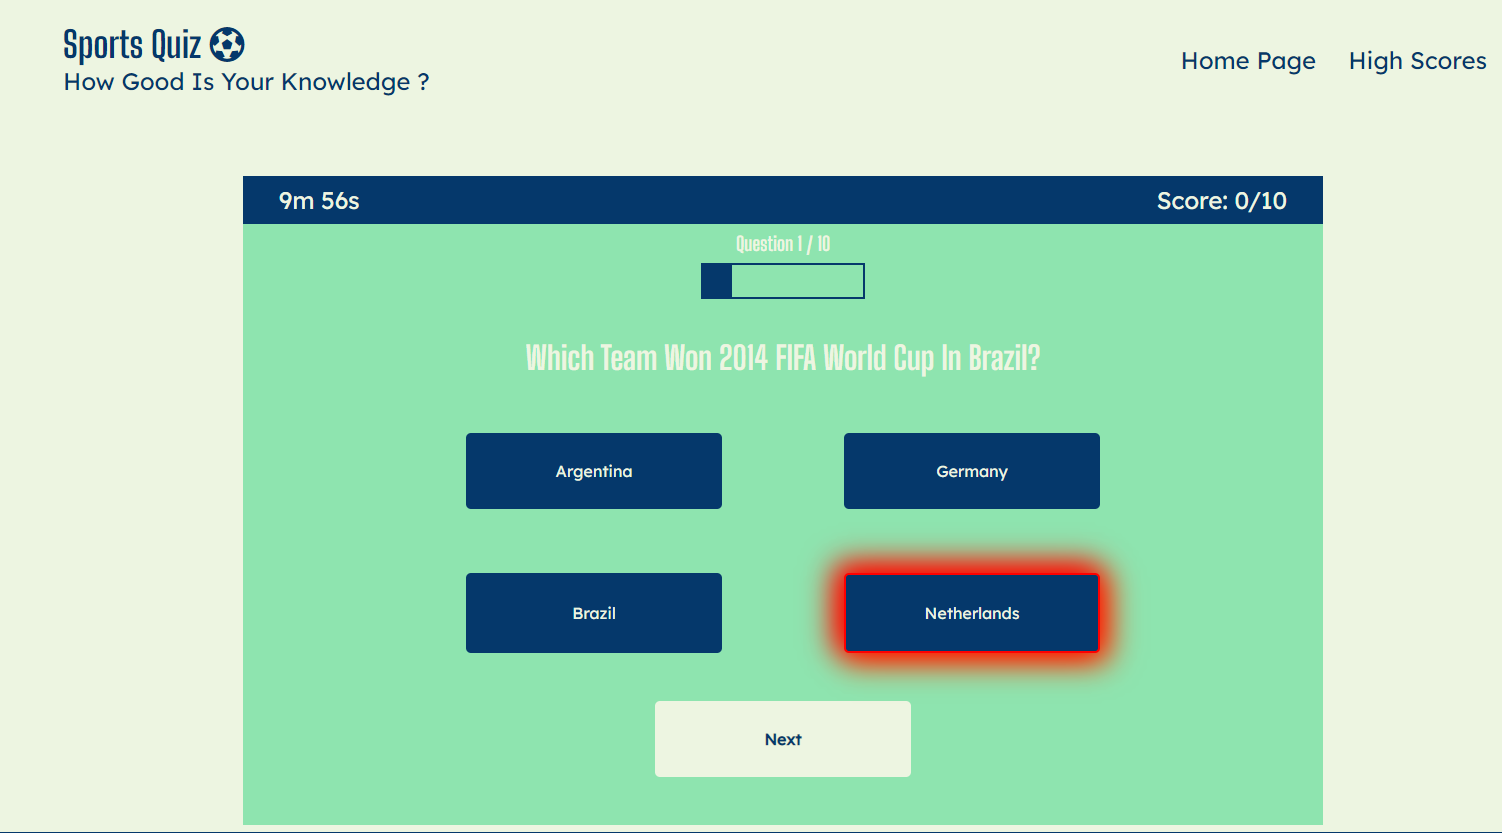 Sports Quiz
How Good Is Your Knowledge ?
Home Page
High Scores
9m 56s
Score: 0/10
Question 1 / 10
Which Team Won 2014 FIFA World Cup In Brazil?
Argentina
Germany
Brazil
Netherlands
Next